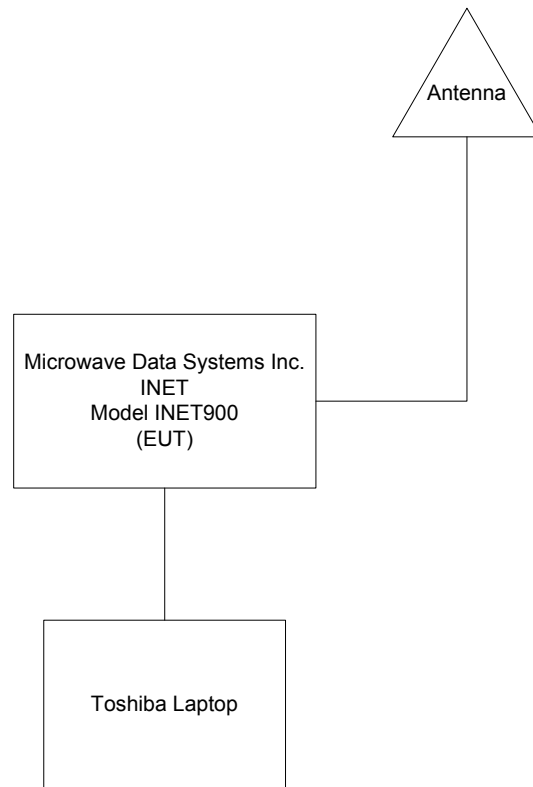 Antenna
Microwave Data Systems Inc.
INET
Model INET900
(EUT)
Toshiba Laptop